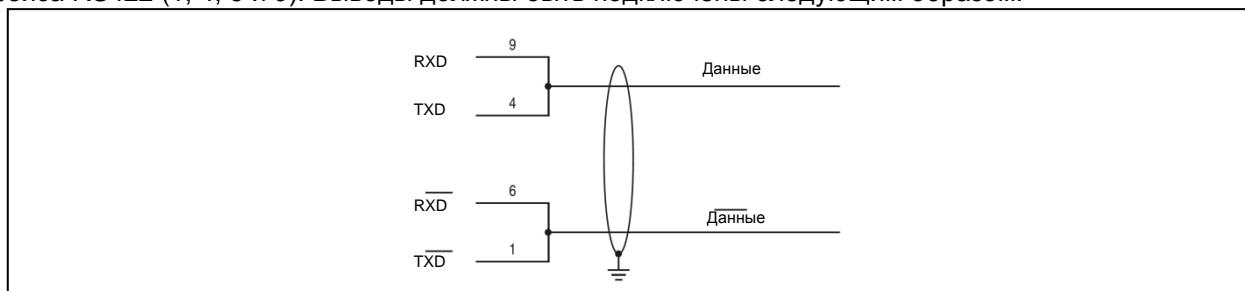 RS422 (1, 4, 6 и 9). Выводы должны быть подключены следующим образом:
RXD 9
Данные
TXD 4
RXD 6
Данные
TXD 1